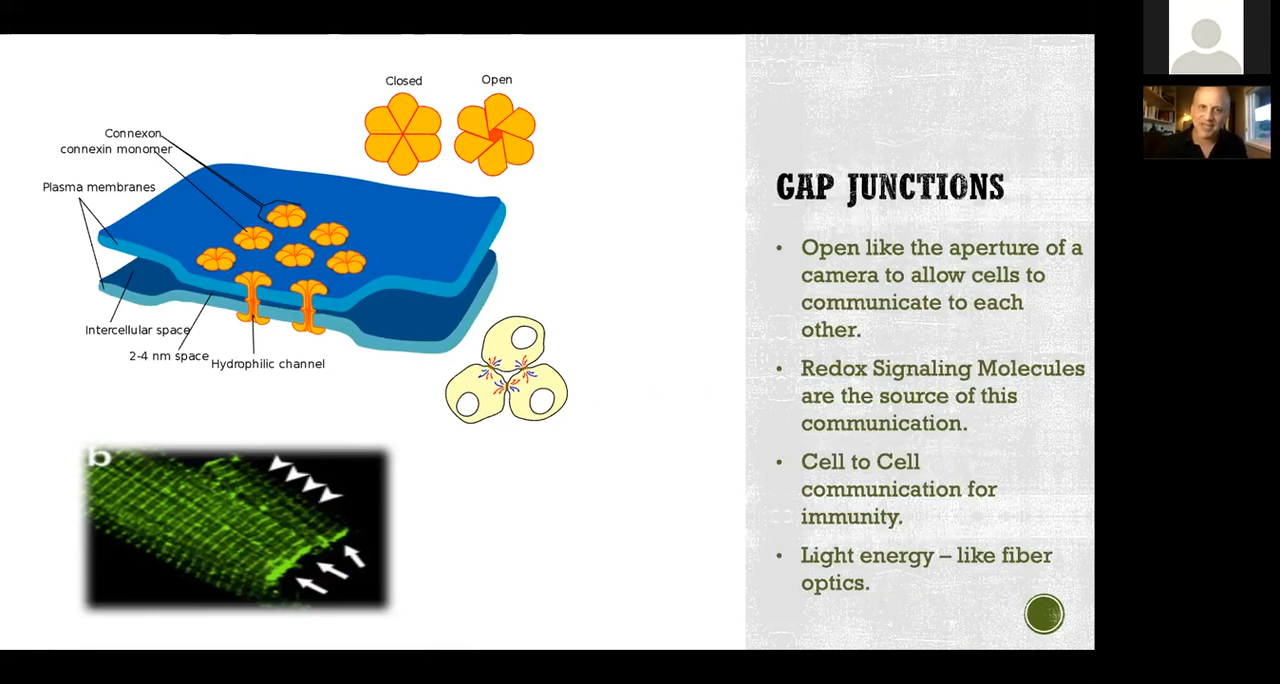 Closed
Open
Connexon
connexin monomer
Plasma membranes
Intercellular space
2-4 nm space
Hydrophilic channel
b
GAP JUNCTIONS
• Open like the aperture of a
camera to allow cells to
communicate to each
other.
• Redox Signaling Molecules
are the source of this
communication.
• Cell to Cell
communication for
immunity.
• Light energy – like fiber
optics.